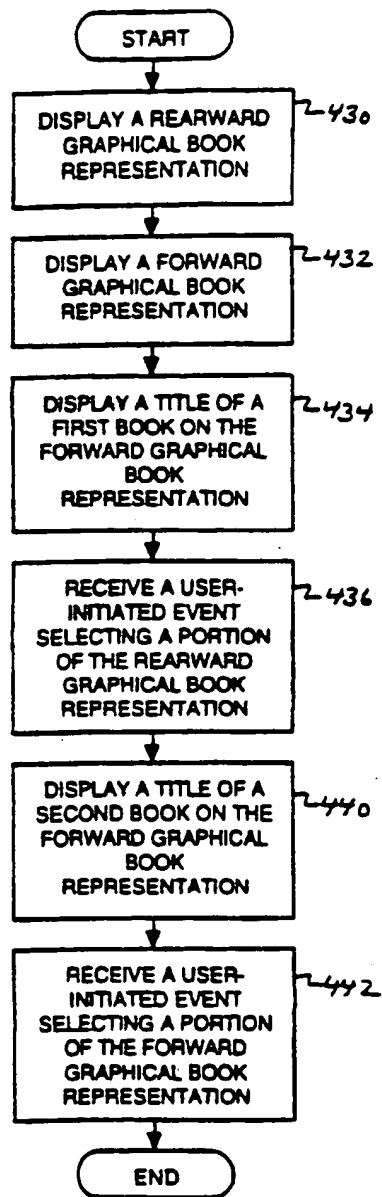 START
DISPLAY A REARWARD
GRAPHICAL BOOK
REPRESENTATION
430
DISPLAY A FORWARD
GRAPHICAL BOOK
REPRESENTATION
432
DISPLAY A TITLE OF A
FIRST BOOK ON THE
FORWARD GRAPHICAL
BOOK
REPRESENTATION
434
RECEIVE A USER-
INITIATED EVENT
SELECTING A PORTION
OF THE REARWARD
GRAPHICAL BOOK
REPRESENTATION
436
DISPLAY A TITLE OF A
SECOND BOOK ON THE
FORWARD GRAPHICAL
BOOK
REPRESENTATION
440
RECEIVE A USER-
INITIATED EVENT
SELECTING A PORTION
OF THE FORWARD
GRAPHICAL BOOK
REPRESENTATION
442
END